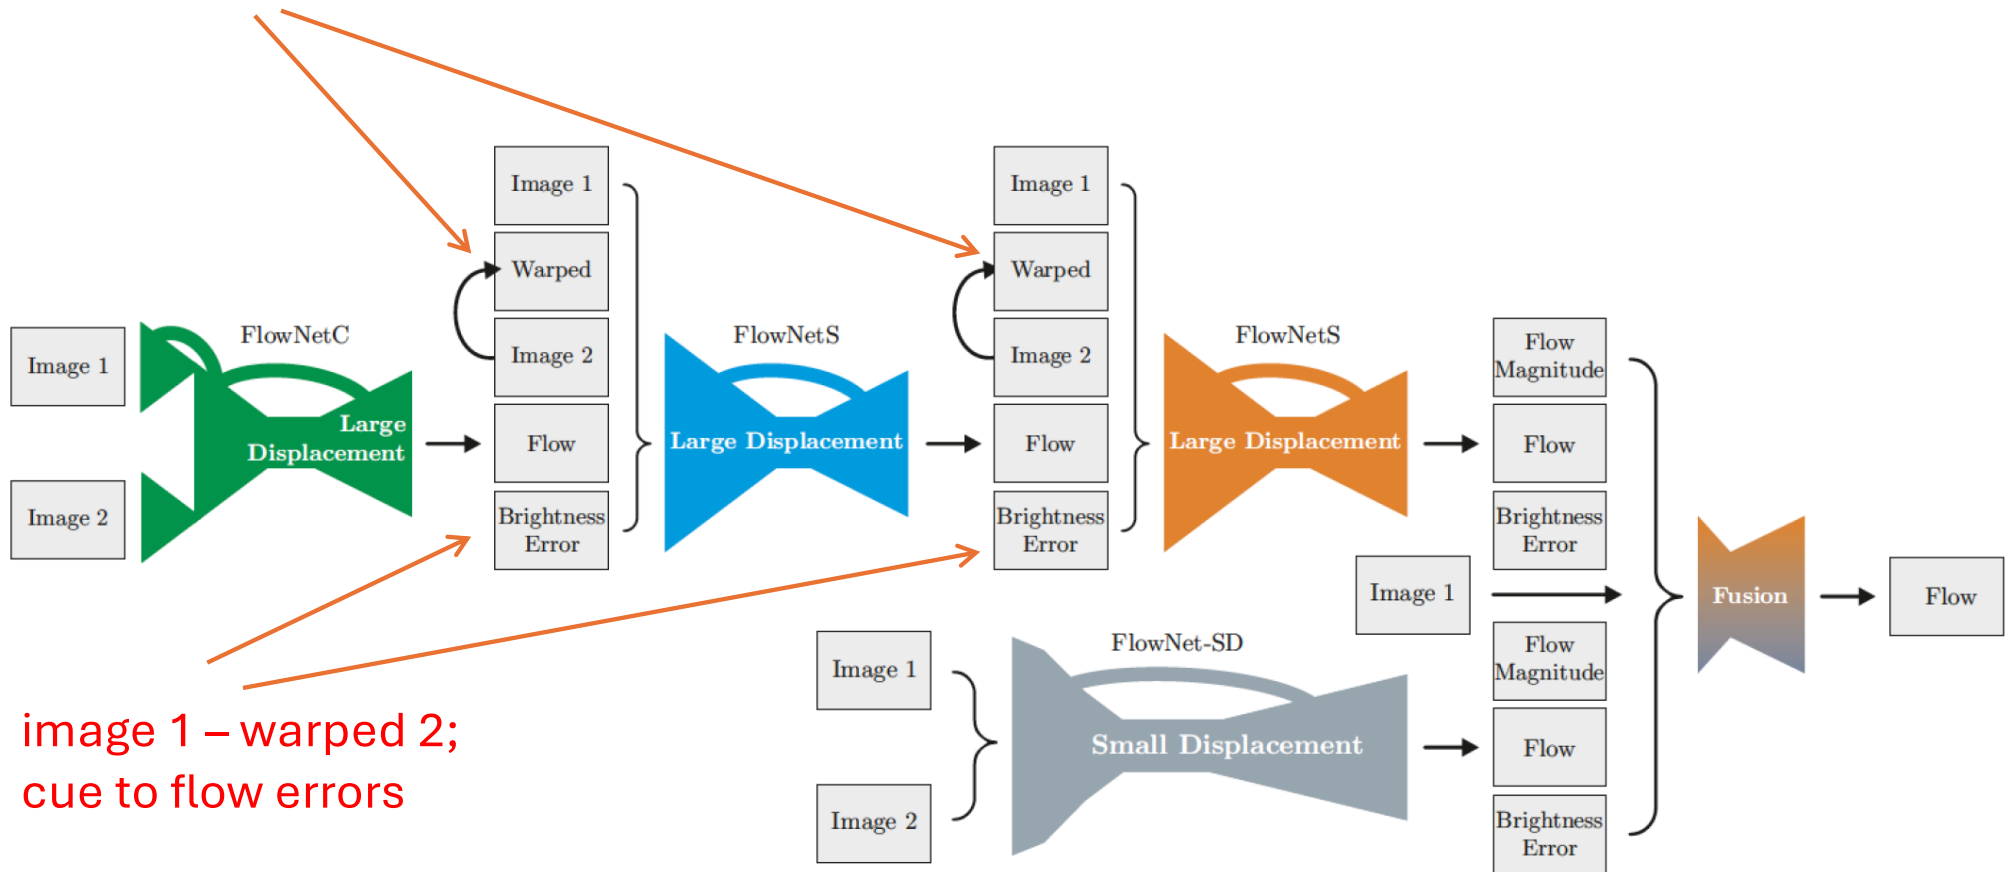 Image 1
Image 2
FlowNetC
Large
Displacement
Image 1
Warped
Image 2
Flow
Brightness
Error
FlowNetS
Large Displacement
Image 1
Warped
Image 2
Flow
Brightness
Error
FlowNetS
Large Displacement
Flow
Magnitude
Flow
Brightness
Error
Image 1
image 1 – warped 2;
cue to flow errors
Image 1
Image 2
FlowNet-SD
Small Displacement
Flow
Magnitude
Flow
Brightness
Error
Fusion
Flow